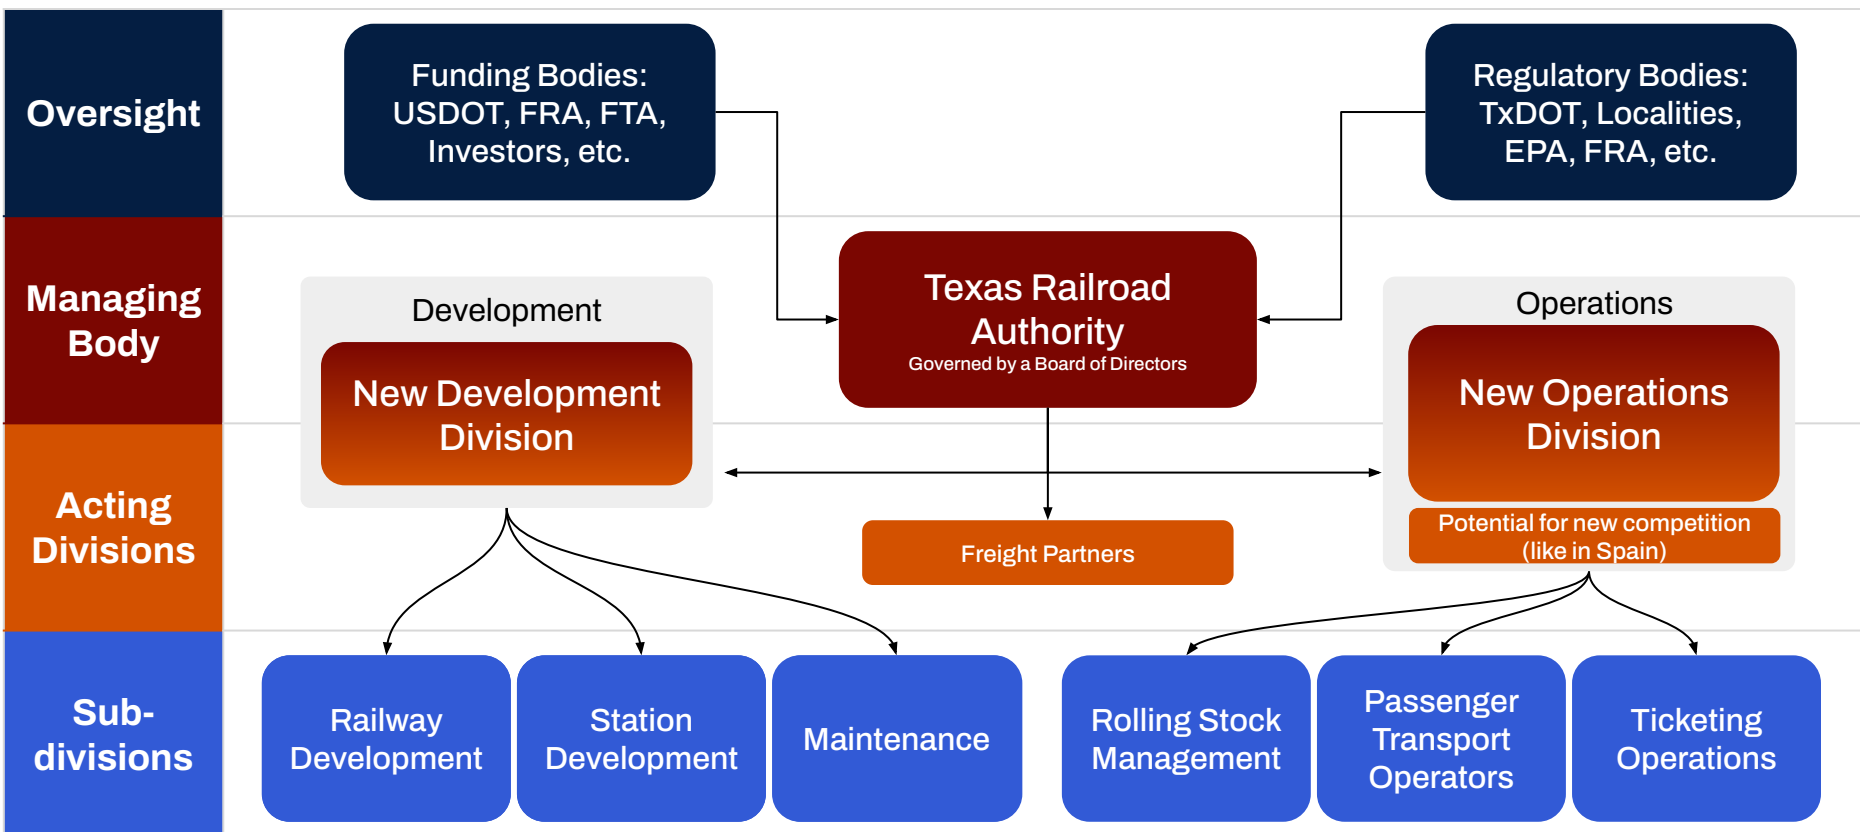 Oversight
Funding Bodies:
USDOT, FRA, FTA,
Investors, etc.
Regulatory Bodies:
TxDOT, Localities,
EPA, FRA, etc.
Managing
Body
Development
New Development
Division
Texas Railroad
Authority
Governed by a Board of Directors
Operations
New Operations
Division
Acting
Divisions
Freight Partners
Potential for new competition
(like in Spain)
Sub-
divisions
Railway
Development
Station
Development
Maintenance
Rolling Stock
Management
Passenger
Transport
Operators
Ticketing
Operations